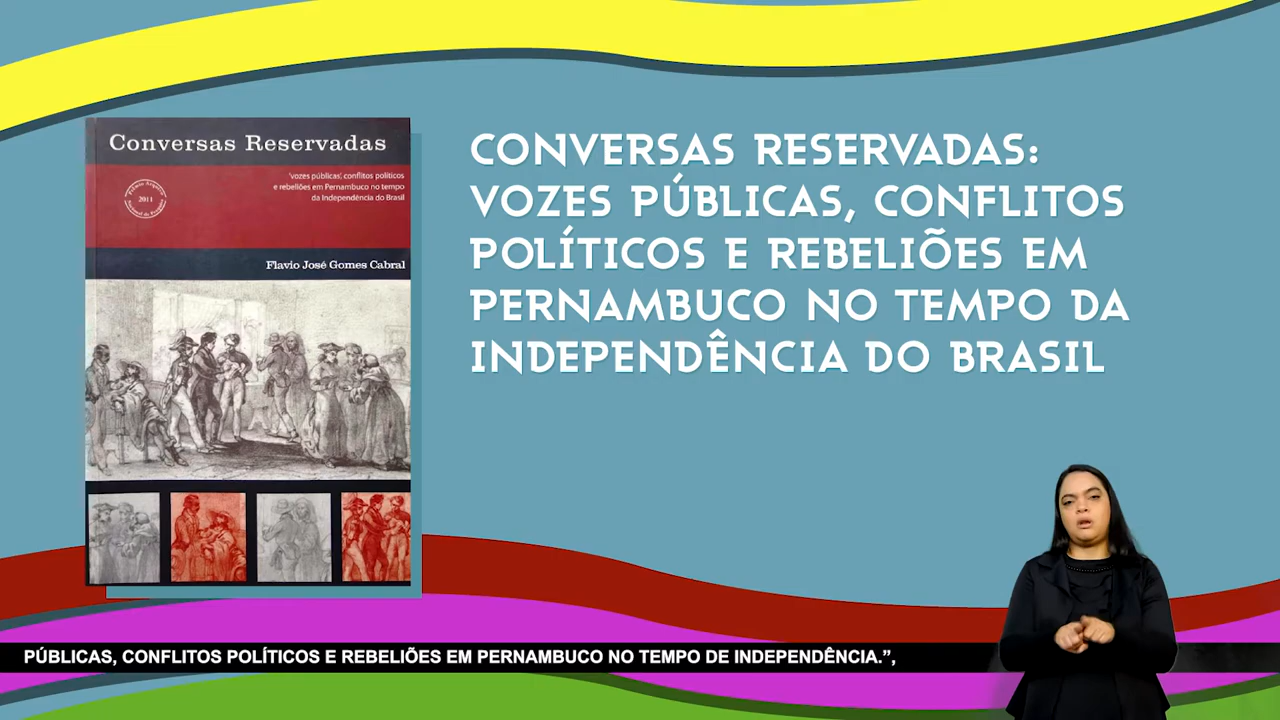 Conversas Reservadas
'vozes públicas', conflitos políticos
e rebeliões em Pernambuco no tempo
da Independência do Brasil
2011
Flavio José Gomes Cabral
CONVERSAS RESERVADAS:
VOZES PÚBLICAS, CONFLITOS
POLÍTICOS E REBELIÕES EM
PERNAMBUCO NO TEMPO DA
INDEPENDÊNCIA DO BRASIL
PÚBLICAS, CONFLITOS POLÍTICOS E REBELIÕES EM PERNAMBUCO NO TEMPO DE INDEPENDÊNCIA.”,